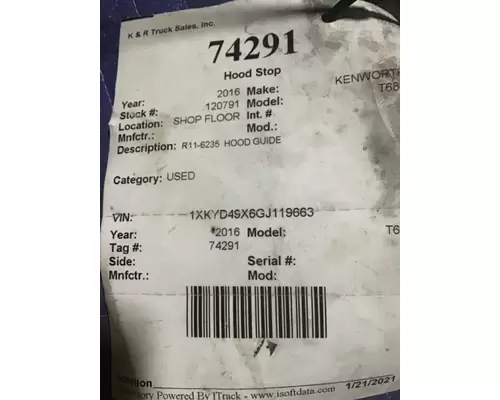 K & R Truck Sales, Inc.
74291
Hood Stop
Year: 2016 Make: KENWORTH
Stock #: 120791 Model: T68
Location: SHOP FLOOR Int. #
Mnfctr.: Mod.:
Description: R11-6235 HOOD GUIDE
Category: USED
VIN: 1XKYD49X6GJ119663
Year: 2016 Model: T6
Tag #: 74291
Side: Serial #:
Mnfctr.: Mod:
Powered By ITrack - www.isoftdata.com 1/21/2021